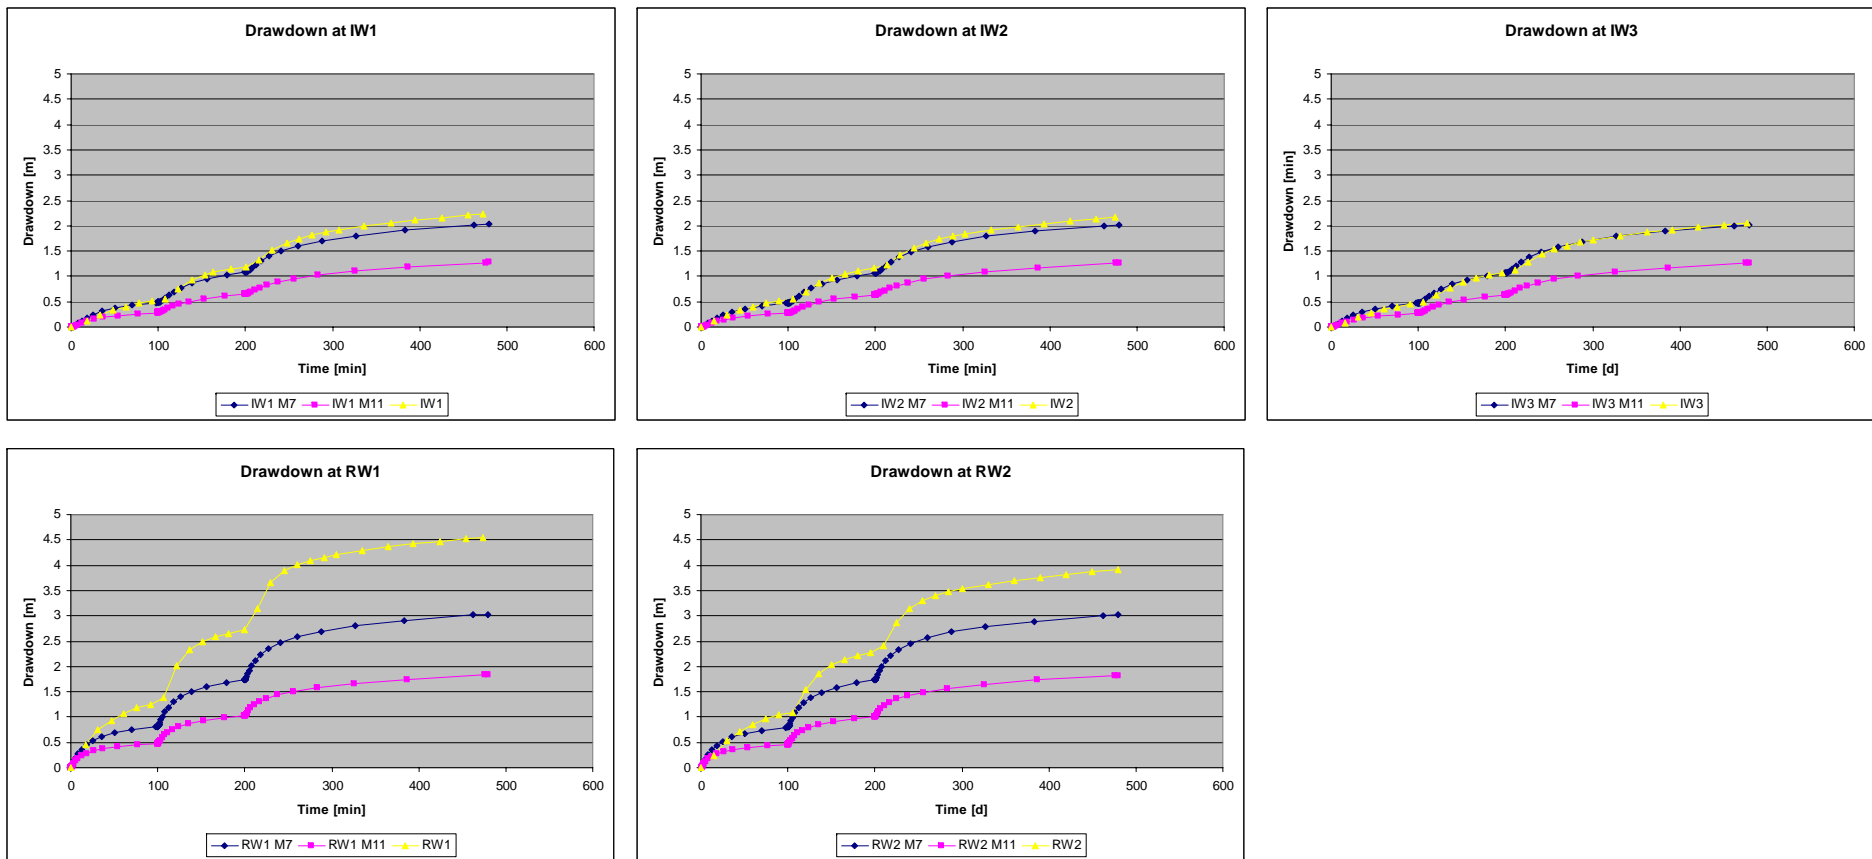 Drawdown at IW1
5
4.5
4
3.5
3
2.5
2
1.5
1
0.5
0
Drawdown [m]
0 100 200 300 400 500 600
Time [min]
IW1 M7 IW1 M11 IW1
Drawdown at IW2
5
4.5
4
3.5
3
2.5
2
1.5
1
0.5
0
Drawdown [m]
0 100 200 300 400 500 600
Time [min]
IW2 M7 IW2 M11 IW2
Drawdown at IW3
5
4.5
4
3.5
3
2.5
2
1.5
1
0.5
0
Drawdown [min]
0 100 200 300 400 500 600
Time [d]
IW3 M7 IW3 M11 IW3
Drawdown at RW1
5
4.5
4
3.5
3
2.5
2
1.5
1
0.5
0
Drawdown [m]
0 100 200 300 400 500 600
Time [min]
RW1 M7 RW1 M11 RW1
Drawdown at RW2
5
4.5
4
3.5
3
2.5
2
1.5
1
0.5
0
Drawdown [m]
0 100 200 300 400 500 600
Time [d]
RW2 M7 RW2 M11 RW2